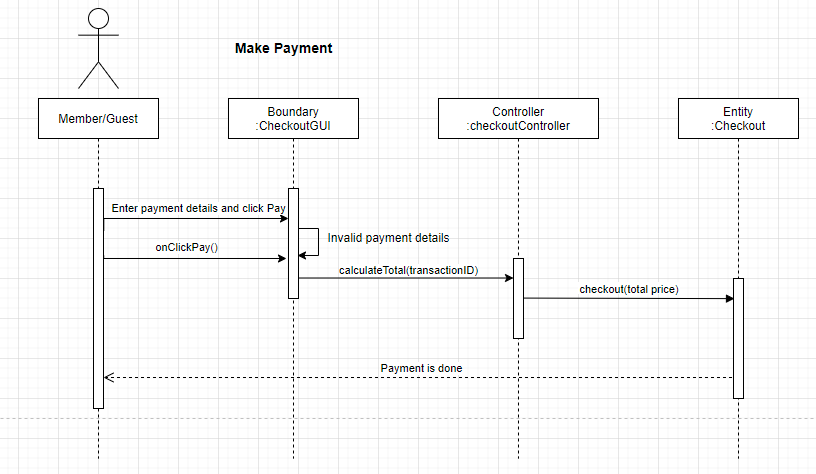 Make Payment
Member/Guest
Boundary
:CheckoutGUI
Controller
:checkoutController
Entity
:Checkout
Enter payment details and click Pay
Invalid payment details
onClickPay()
calculateTotal(transactionID)
checkout(total price)
Payment is done